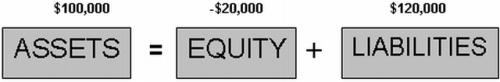 $100,000 -$20,000 $120,000
ASSETS = EQUITY + LIABILITIES